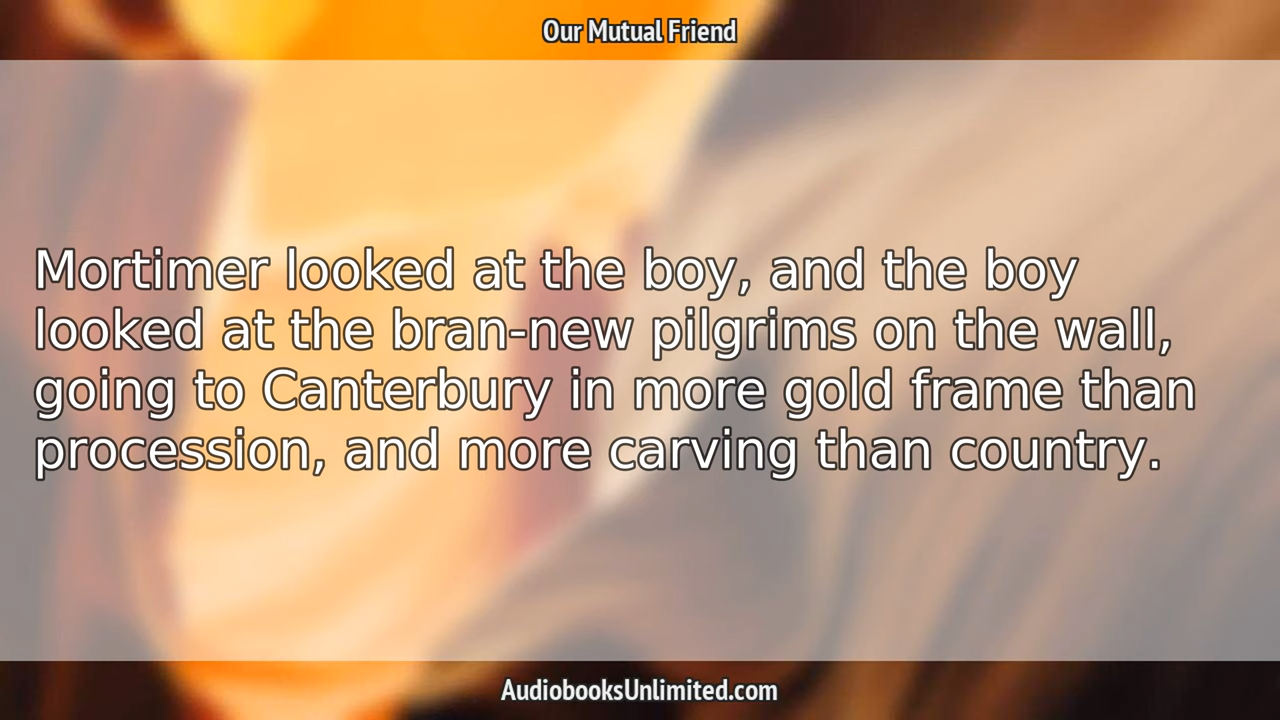 Our Mutual Friend
Mortimer looked at the boy, and the boy
looked at the bran-new pilgrims on the wall,
going to Canterbury in more gold frame than
procession, and more carving than country.
AudiobooksUnlimited.com